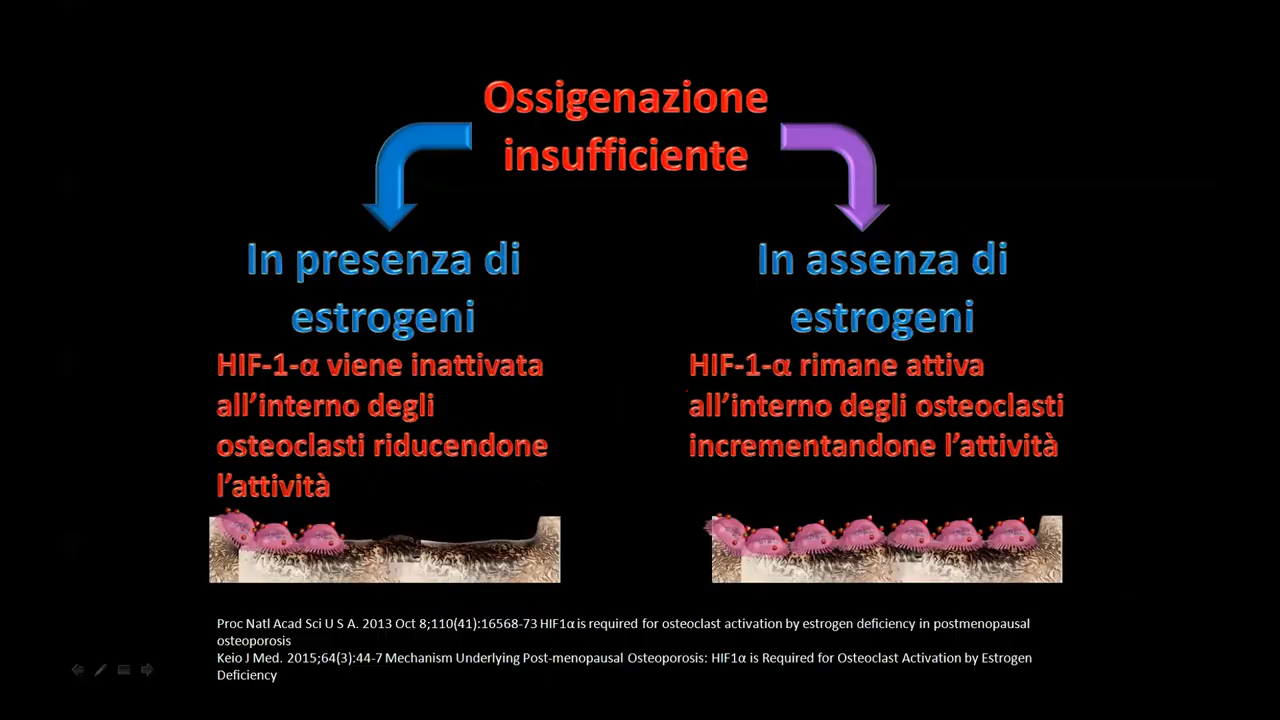 Ossigenazione
insufficiente
In presenza di
estrogeni
HIF-1-α viene inattivata
all’interno degli
osteoclasti riducendone
l’attività
In assenza di
estrogeni
HIF-1-α rimane attiva
all’interno degli osteoclasti
incrementandone l’attività
Proc Natl Acad Sci U S A. 2013 Oct 8;110(41):16568-73 HIF1α is required for osteoclast activation by estrogen deficiency in postmenopausal
osteoporosis
Keio J Med. 2015;64(3):44-7 Mechanism Underlying Post-menopausal Osteoporosis: HIF1α is Required for Osteoclast Activation by Estrogen
Deficiency